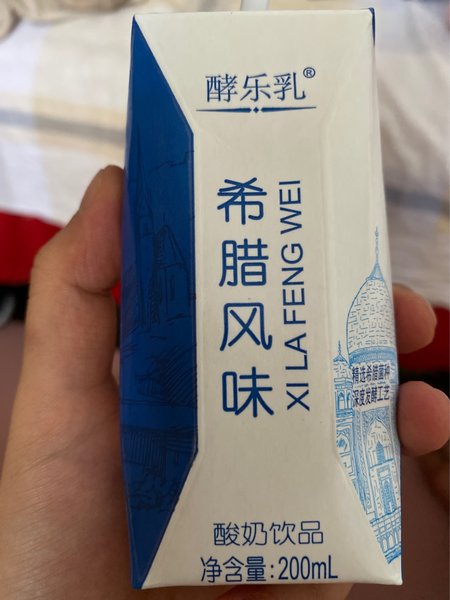 酵乐乳®
希腊风味
XI LA FENG WEI
精选希腊菌种
深度发酵工艺
酸奶饮品
净含量:200mL